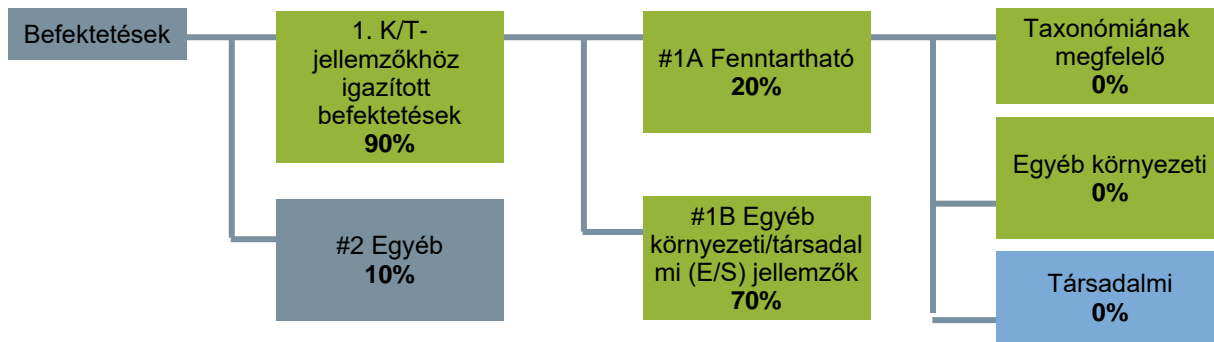 Befektetések
1. K/T-
jellemzőkhöz
igazított
befektetések
90%
#2 Egyéb
10%
#1A Fenntartható
20%
#1B Egyéb
környezeti/társadal
mi (E/S) jellemzők
70%
Taxonómiának
megfelelő
0%
Egyéb környezeti
0%
Társadalmi
0%